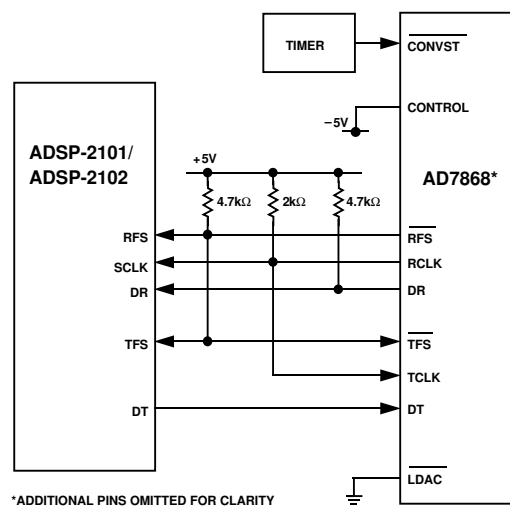 TIMER
CONVST
CONTROL
−5V
ADSP-2101/
ADSP-2102
+5V
AD7868*
4.7kΩ
2kΩ
4.7kΩ
RFS
RFS
SCLK
RCLK
DR
DR
TFS
TFS
TCLK
DT
DT
LDAC
*ADDITIONAL PINS OMITTED FOR CLARITY